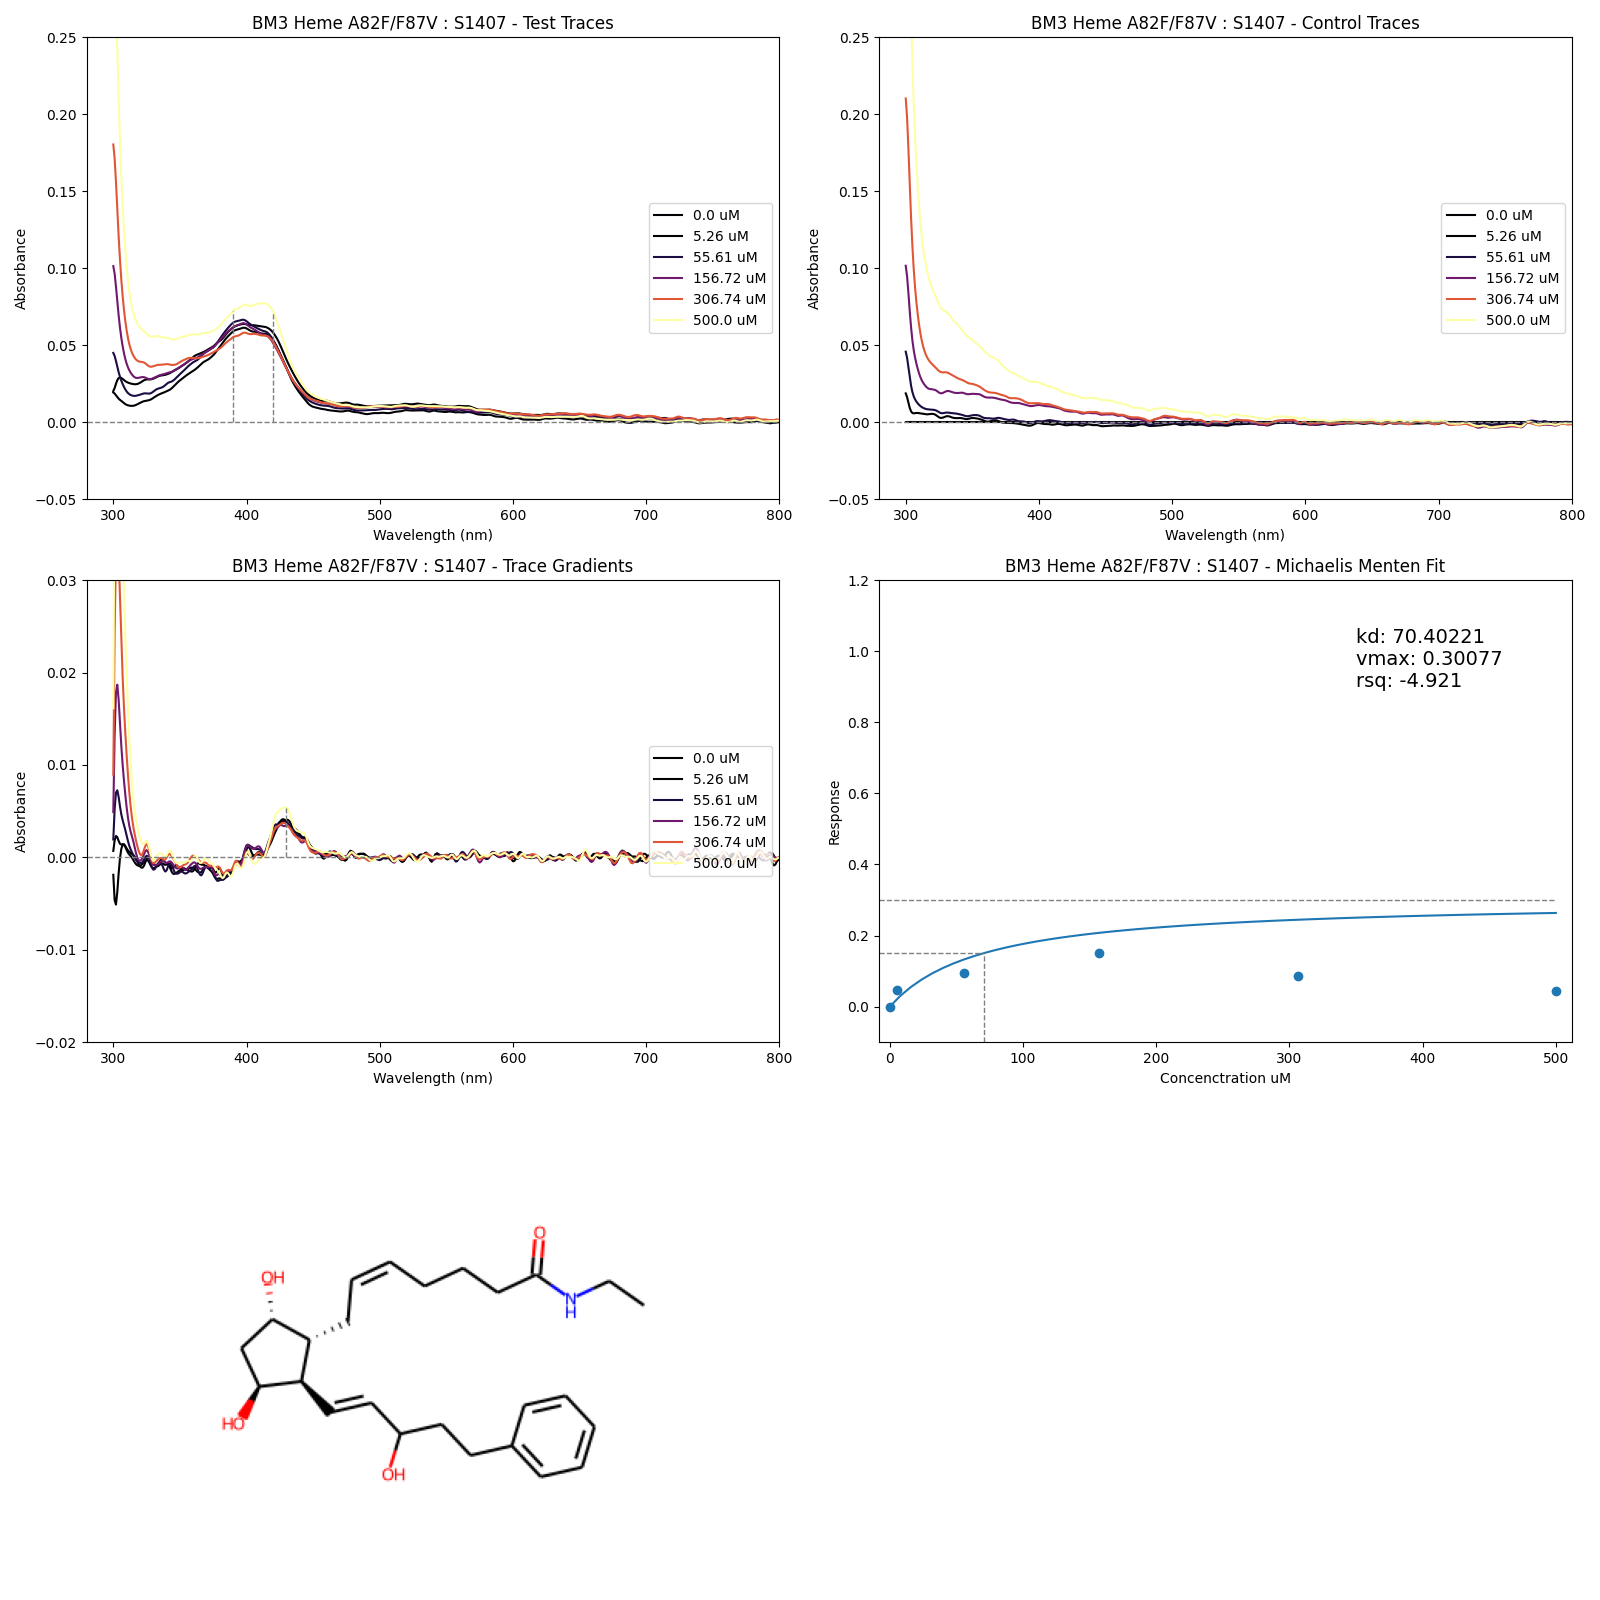 BM3 Heme A82F/F87V : S1407 - Test Traces
0.25
0.20
0.15
0.10
0.05
0.00
−0.05
Absorbance
300 400 500 600 700 800
Wavelength (nm)
0.0 uM
5.26 uM
55.61 uM
156.72 uM
306.74 uM
500.0 uM
BM3 Heme A82F/F87V : S1407 - Control Traces
0.25
0.20
0.15
0.10
0.05
0.00
−0.05
Absorbance
300 400 500 600 700 800
Wavelength (nm)
0.0 uM
5.26 uM
55.61 uM
156.72 uM
306.74 uM
500.0 uM
BM3 Heme A82F/F87V : S1407 - Trace Gradients
0.03
0.02
0.01
0.00
−0.01
−0.02
Absorbance
300 400 500 600 700 800
Wavelength (nm)
0.0 uM
5.26 uM
55.61 uM
156.72 uM
306.74 uM
500.0 uM
BM3 Heme A82F/F87V : S1407 - Michaelis Menten Fit
1.2
1.0
0.8
0.6
0.4
0.2
0.0
Response
kd: 70.40221
vmax: 0.30077
rsq: -4.921
0 100 200 300 400 500
Concenctration uM
O
OH
N
H
HO
OH